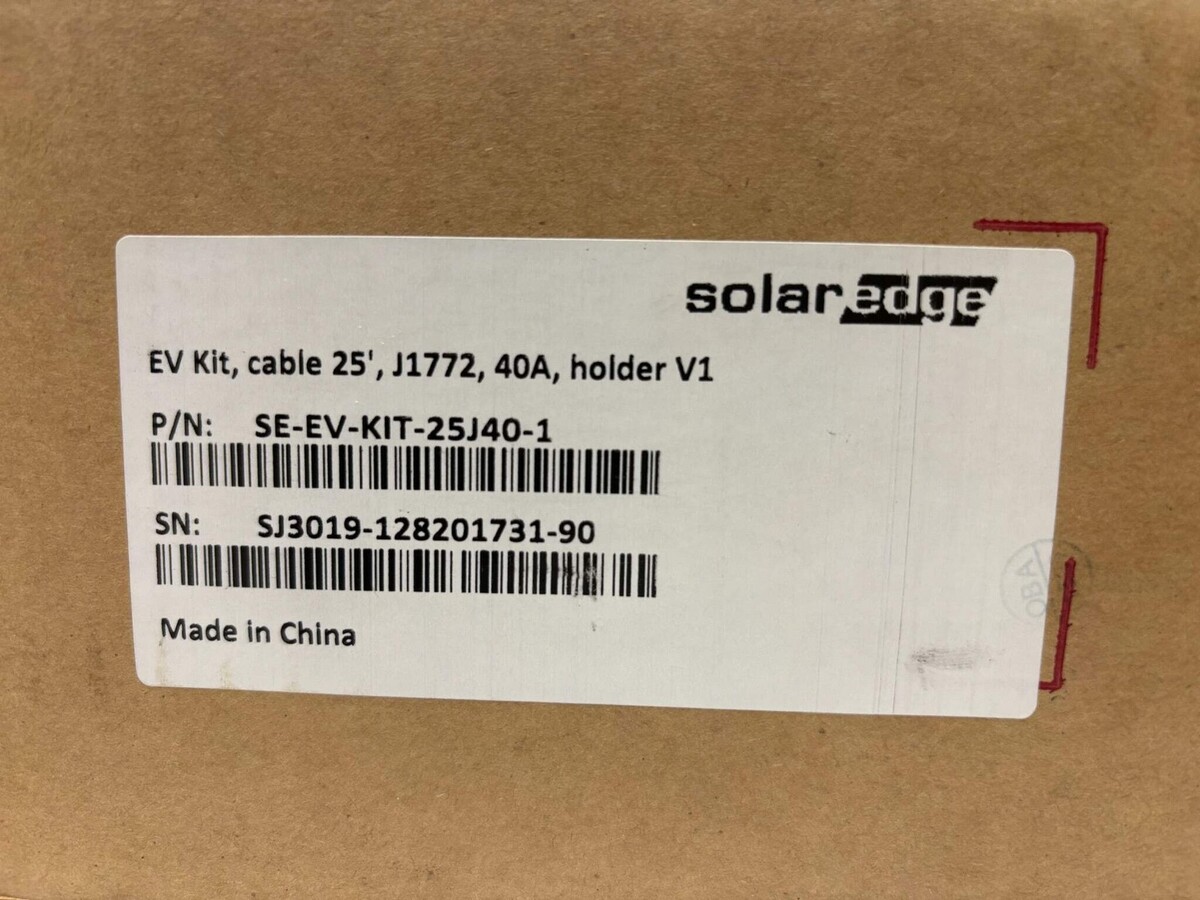 solaredge
EV Kit, cable 25', J1772, 40A, holder V1
P/N: SE-EV-KIT-25J40-1
SN: SJ3019-128201731-90
Made in China
OBA